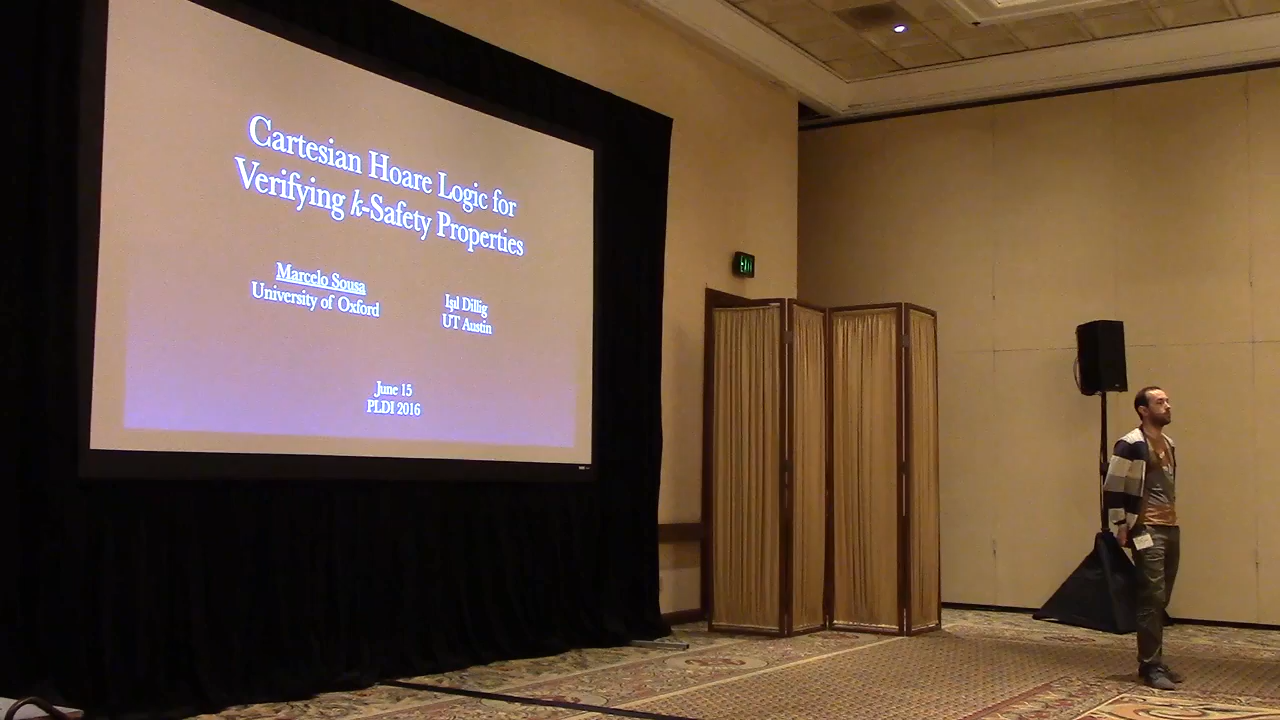 Cartesian Hoare Logic for
Verifying k-Safety Properties
Marcelo Sousa
University of Oxford
Işıl Dillig
UT Austin
June 15
PLDI 2016
EXIT